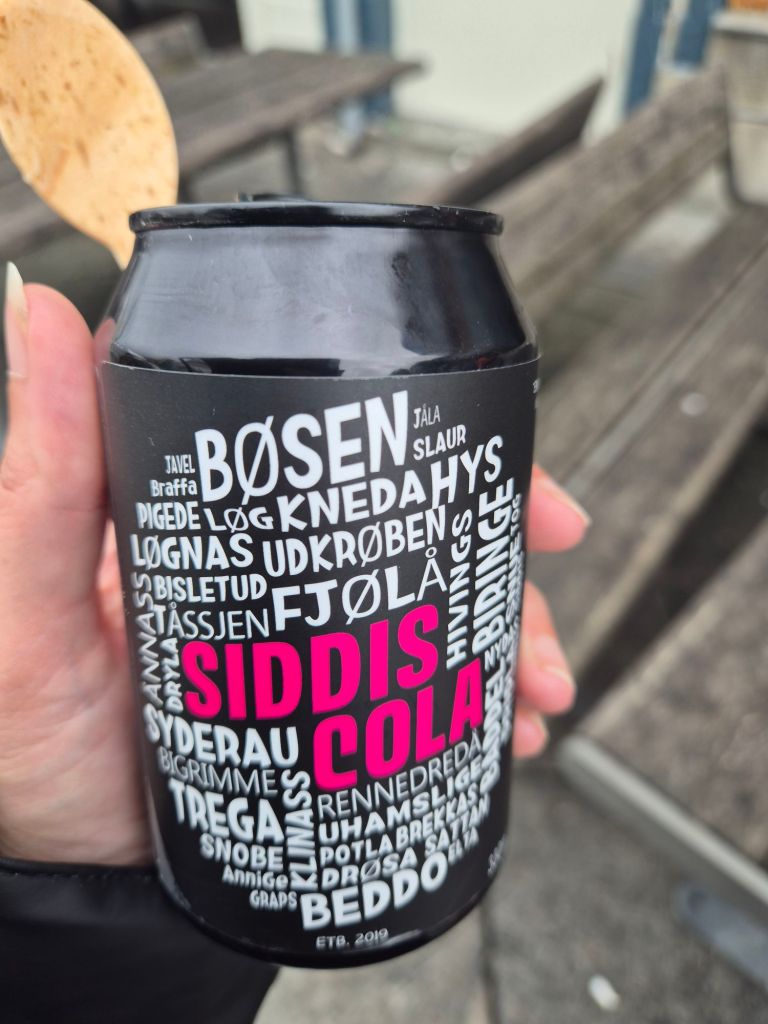 BØSEN
JÅLA
SLAUR
JAVEL
Braffa
HYS
PIGEDE LØG KNEDA
LØGNAS UDKRØBEN
BISLETUD
TÅSSJEN FJØLÅ
HIVINGS
BIRINGE
ANNASS
DRYLA
SIDDIS
COLA
SYDERAU
BIGRIMME
RENNEDREDÅ
TREGA
KLINASS
UHAMSLIGE
SNOBE
POTLA BREKKAS
AnniGe
DRØSA SATTAN
GRAPS
BEDDO
ELTA
ETB. 2019